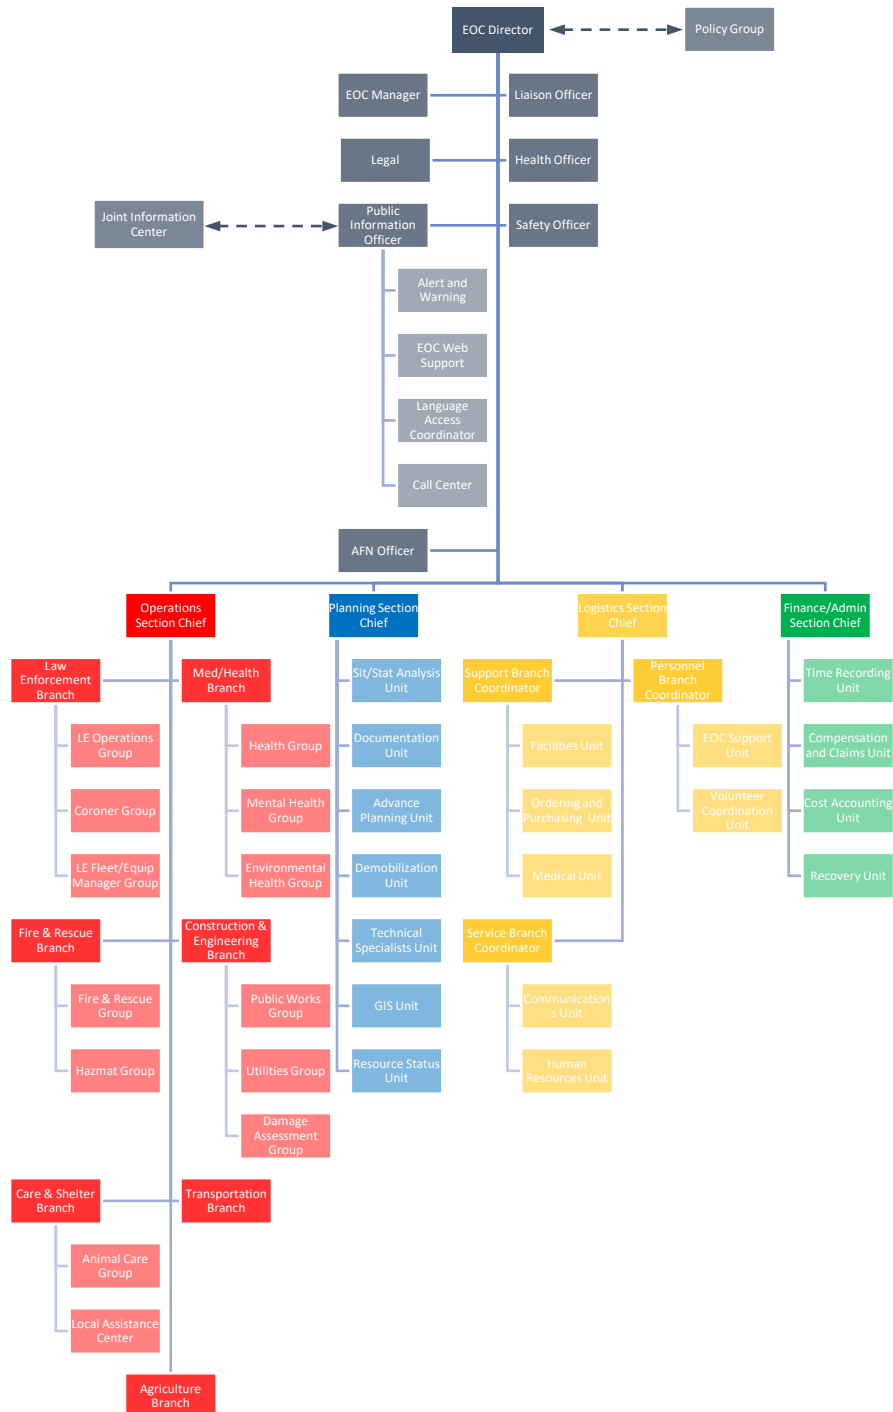 EOC Director
Policy Group
EOC Manager
Liaison Officer
Legal
Health Officer
Joint Information
Center
Public
Information
Officer
Safety Officer
Alert and
Warning
EOC Web
Support
Language
Access
Coordinator
Call Center
AFN Officer
Operations
Section Chief
Planning Section
Chief
Logistics Section
Chief
Finance/Admin
Section Chief
Law
Enforcement
Branch
Med/Health
Branch
Sit/Stat Analysis
Unit
Support Branch
Coordinator
Personnel
Branch
Coordinator
Time Recording
Unit
LE Operations
Group
Health Group
Documentation
Unit
Facilities Unit
EOC Support
Unit
Compensation
and Claims Unit
Coroner Group
Mental Health
Group
Advance
Planning Unit
Ordering and
Purchasing Unit
Volunteer
Coordination
Unit
Cost Accounting
Unit
LE Fleet/Equip
Manager Group
Environmental
Health Group
Demobilization
Unit
Medical Unit
Recovery Unit
Fire & Rescue
Branch
Construction &
Engineering
Branch
Technical
Specialists Unit
Service Branch
Coordinator
Fire & Rescue
Group
Public Works
Group
GIS Unit
Communication
s Unit
Hazmat Group
Utilities Group
Resource Status
Unit
Human
Resources Unit
Damage
Assessment
Group
Care & Shelter
Branch
Transportation
Branch
Animal Care
Group
Local Assistance
Center
Agriculture
Branch